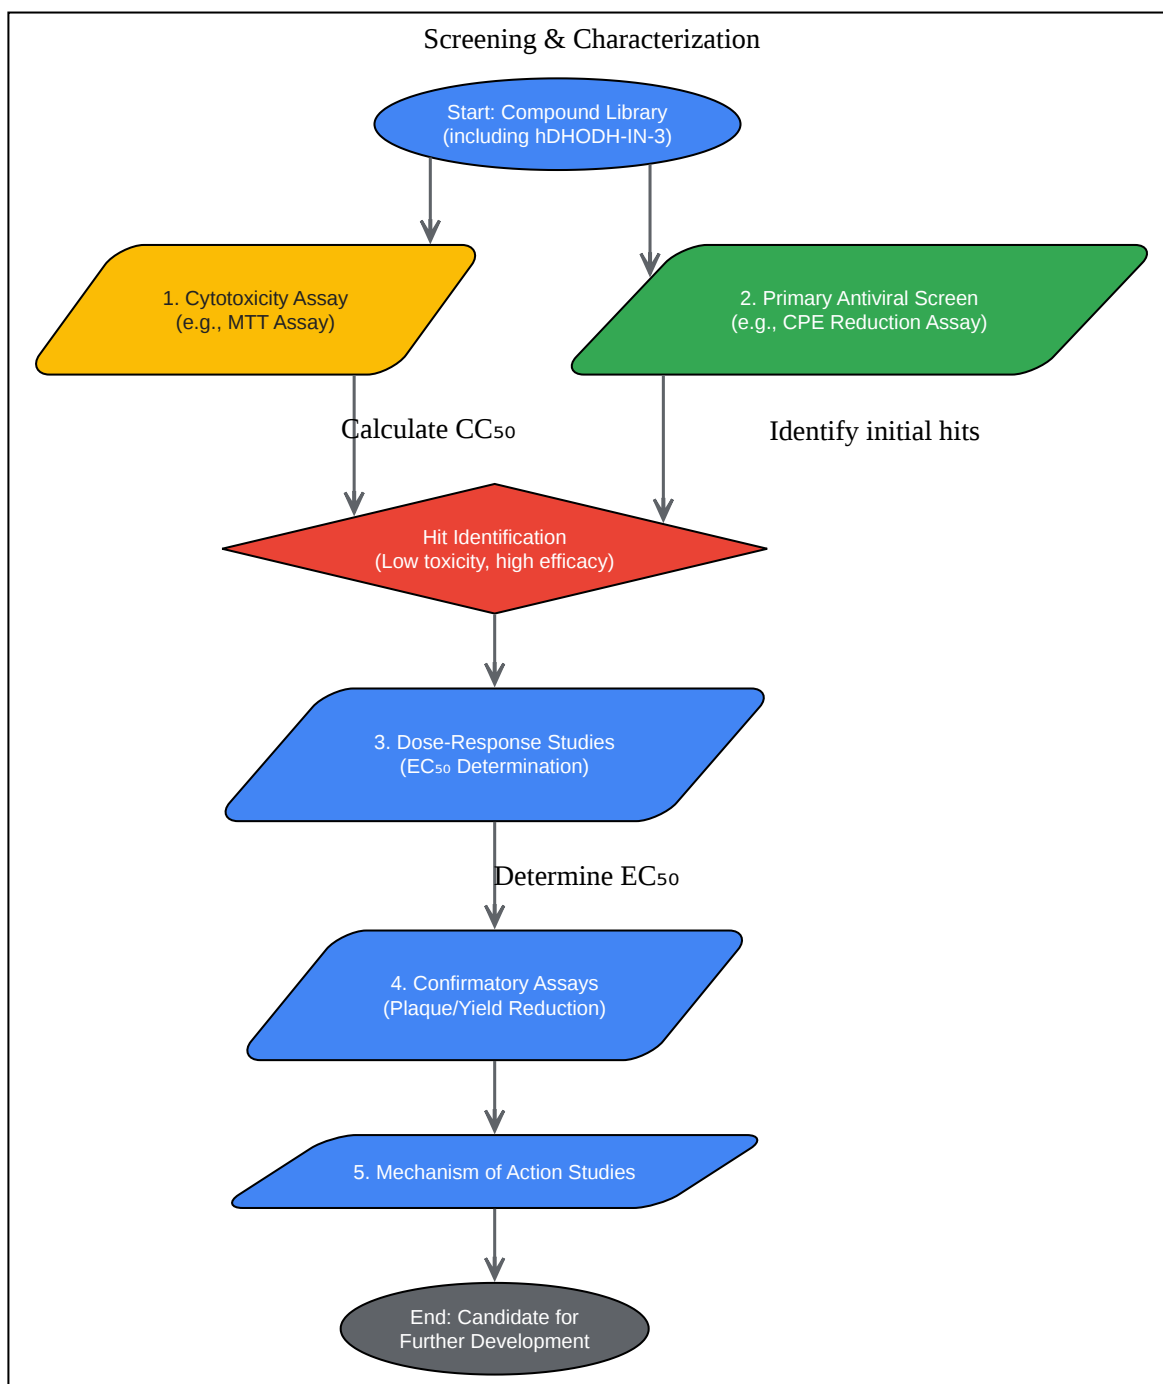 Screening & Characterization
Start: Compound Library
(including hDHODH-IN-3)
1. Cytotoxicity Assay
(e.g., MTT Assay)
2. Primary Antiviral Screen
(e.g., CPE Reduction Assay)
Calculate CC₅₀
Identify initial hits
Hit Identification
(Low toxicity, high efficacy)
3. Dose-Response Studies
(EC₅₀ Determination)
Determine EC₅₀
4. Confirmatory Assays
(Plaque/Yield Reduction)
5. Mechanism of Action Studies
End: Candidate for
Further Development